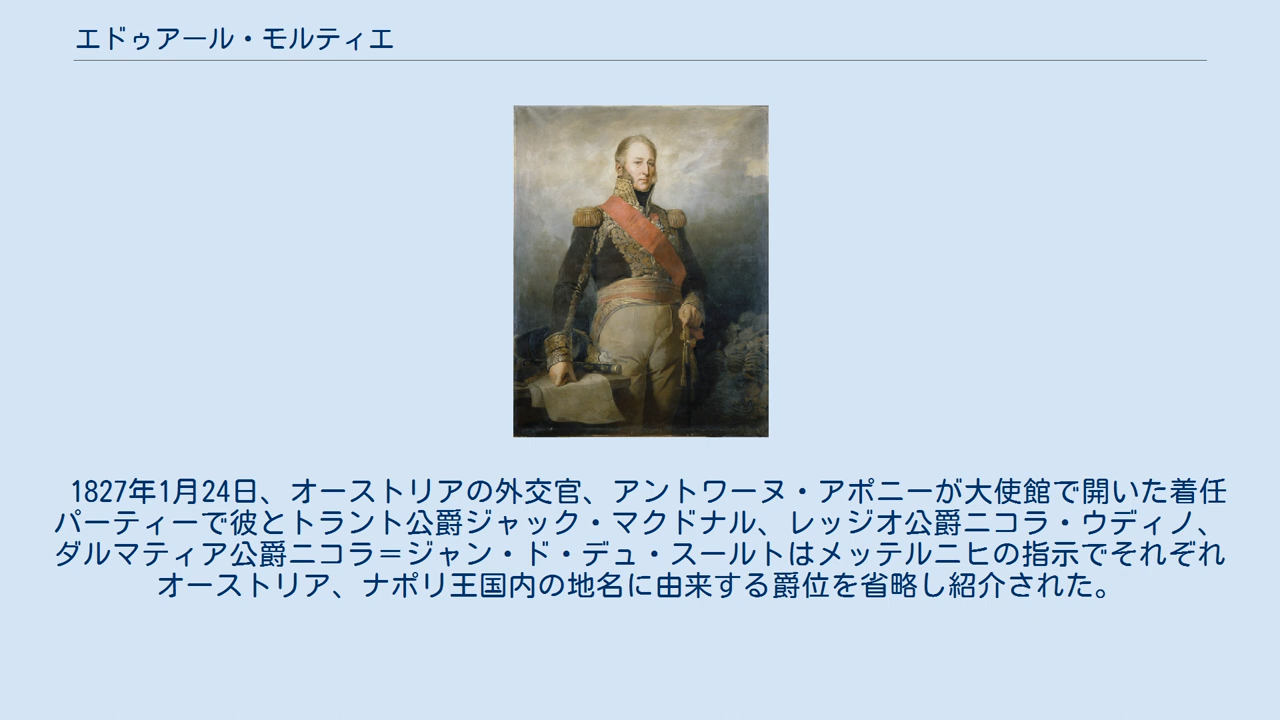 エドゥアール・モルティエ
1827年1月24日、オーストリアの外交官、アントワーヌ・アポニーが大使館で開いた着任
パーティーで彼とトラント公爵ジャック・マクドナル、レッジオ公爵ニコラ・ウディノ、
ダルマティア公爵ニコラ＝ジャン・ド・デュ・スールトはメッテルニヒの指示でそれぞれ
オーストリア、ナポリ王国内の地名に由来する爵位を省略し紹介された。